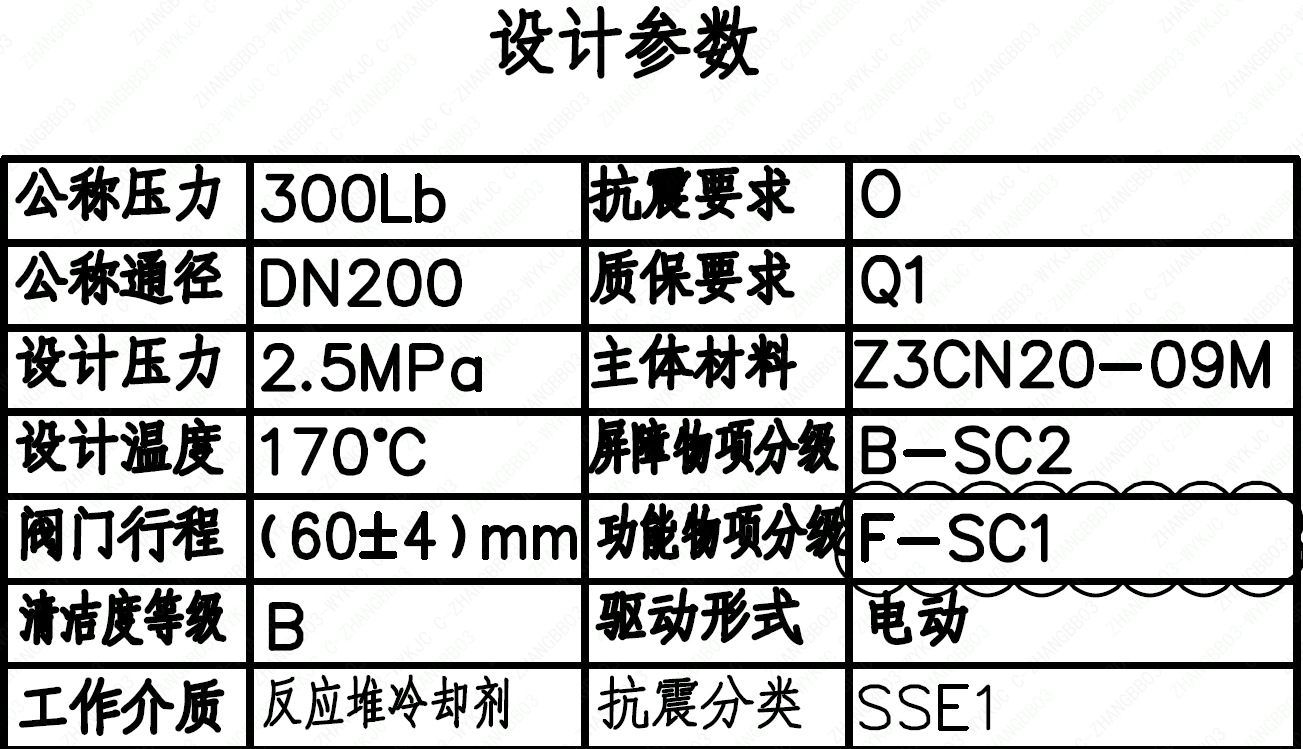 设计参数
公称压力 300Lb 抗震要求 O
公称通径 DN200 质保要求 Q1
设计压力 2.5MPa 主体材料 Z3CN20-09M
设计温度 170°C 屏障物项分级 B-SC2
阀门行程 (60±4)mm 功能物项分级 F-SC1
清洁度等级 B 驱动形式 电动
工作介质 反应堆冷却剂 抗震分类 SSE1